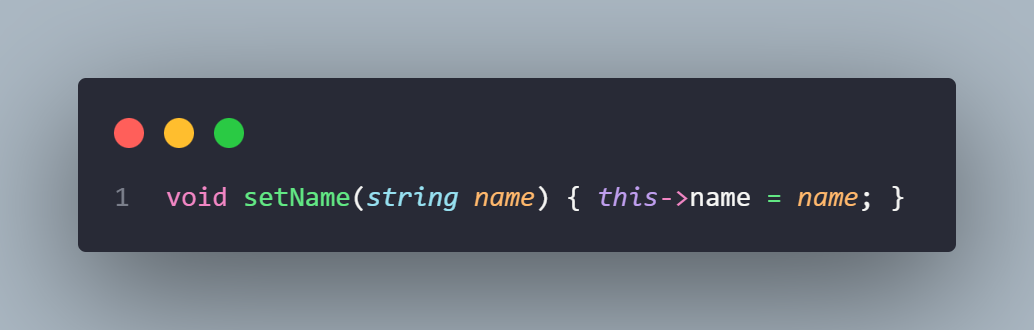 1 void setName(string name) { this->name = name; }